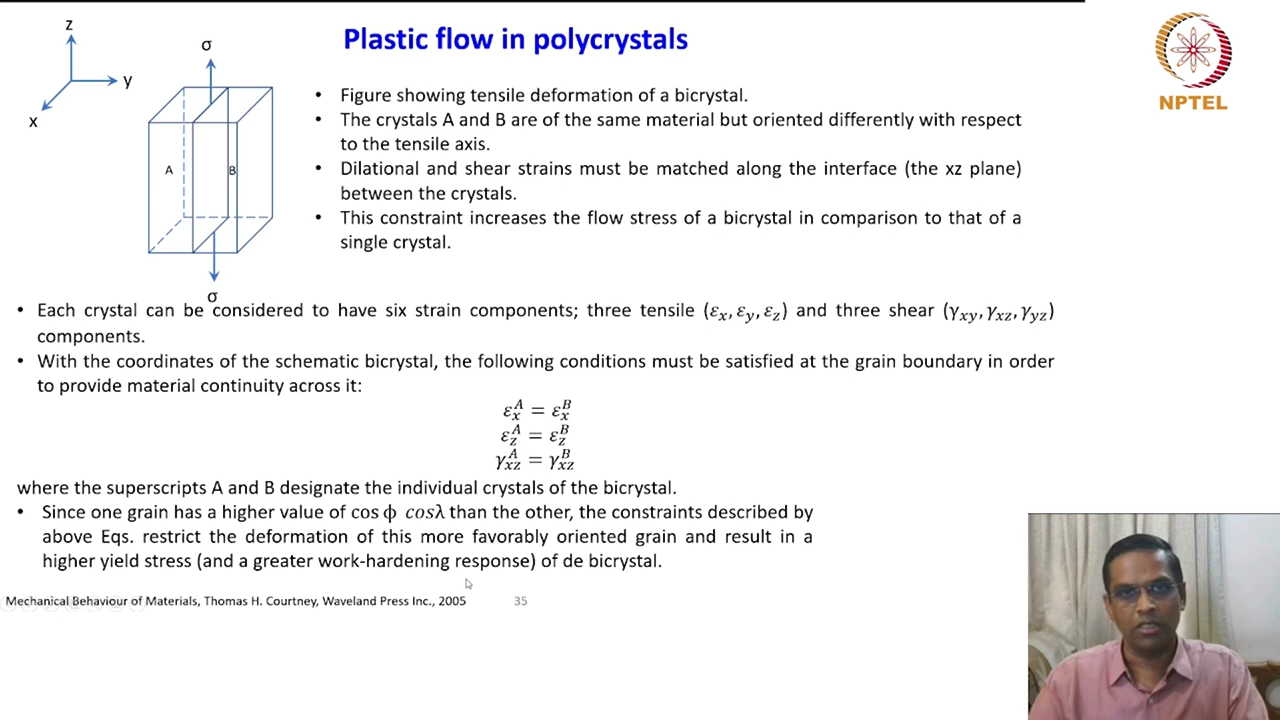 Plastic flow in polycrystals
NPTEL
z
y
x
σ
A
B
σ
• Figure showing tensile deformation of a bicrystal.
• The crystals A and B are of the same material but oriented differently with respect
to the tensile axis.
• Dilational and shear strains must be matched along the interface (the xz plane)
between the crystals.
• This constraint increases the flow stress of a bicrystal in comparison to that of a
single crystal.
• Each crystal can be considered to have six strain components; three tensile (εx, εy, εz) and three shear (γxy, γxz, γyz)
components.
• With the coordinates of the schematic bicrystal, the following conditions must be satisfied at the grain boundary in order
to provide material continuity across it:
ε_x^A = ε_x^B
ε_z^A = ε_z^B
γ_xz^A = γ_xz^B
where the superscripts A and B designate the individual crystals of the bicrystal.
• Since one grain has a higher value of cos ϕ cosλ than the other, the constraints described by
above Eqs. restrict the deformation of this more favorably oriented grain and result in a
higher yield stress (and a greater work-hardening response) of de bicrystal.
Mechanical Behaviour of Materials, Thomas H. Courtney, Waveland Press Inc., 2005
35